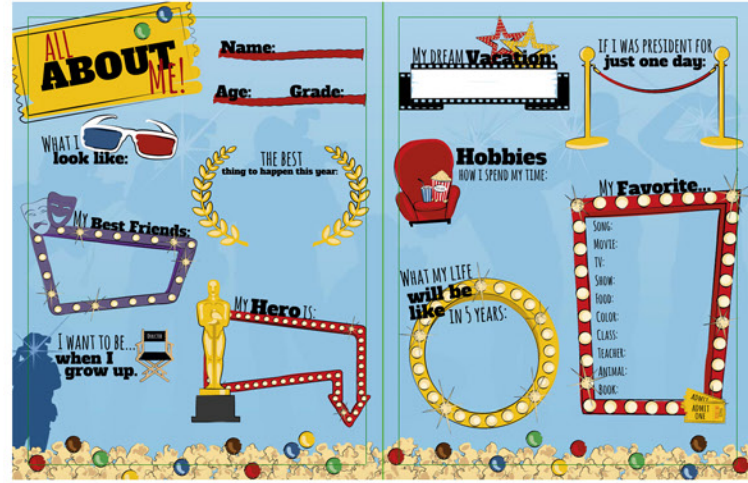 ALL
ABOUT
ME!
Name:
Age: Grade:
WHAT I
look like:
THE BEST
thing to happen this year:
MY Best Friends:
I WANT TO BE...
when I
grow up.
DIRECTOR
MY Hero IS:
MY DREAM Vacation:
IF I WAS PRESIDENT FOR
just one day:
Hobbies
HOW I SPEND MY TIME:
WHAT MY LIFE
will be
like IN 5 YEARS:
MY Favorite...
SONG:
MOVIE:
TV:
SHOW:
FOOD:
COLOR:
CLASS:
TEACHER:
ANIMAL:
BOOK:
ADMIT
ONE